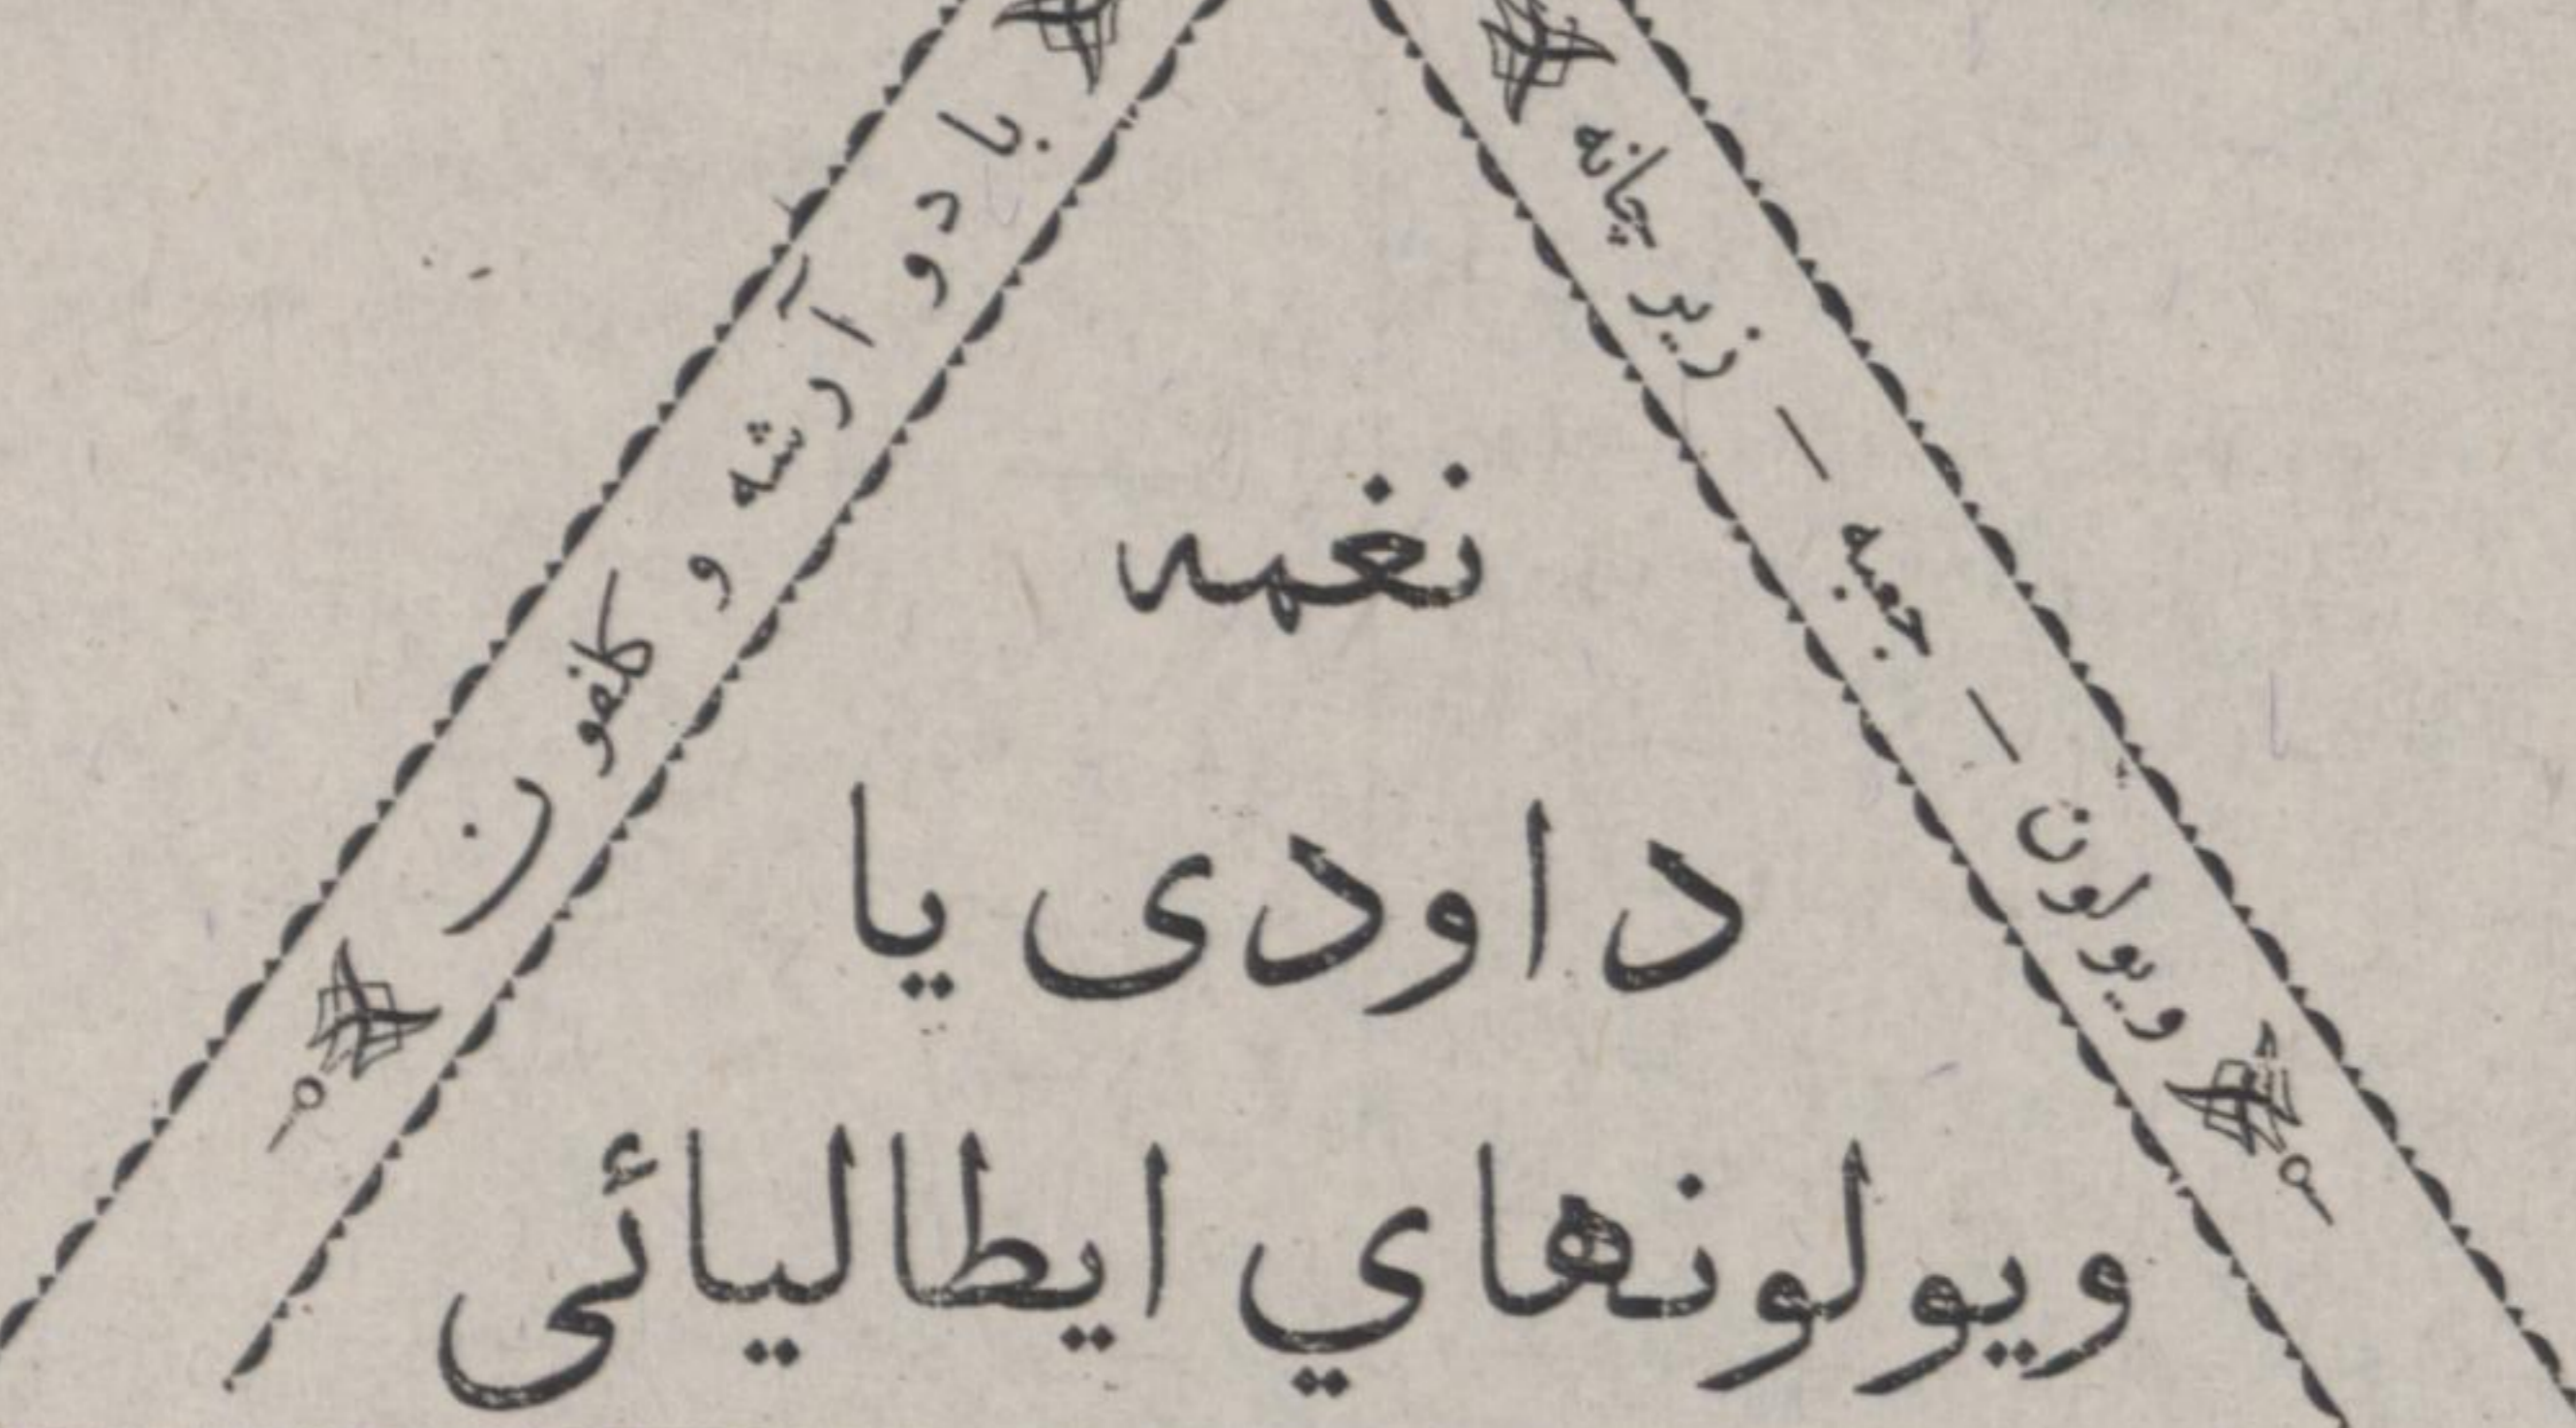 ویولون — جعبه — زیر چانه
با دو آرشه و کلفون
نغمه
داودی یا
ویولونهاي ایطالیائی